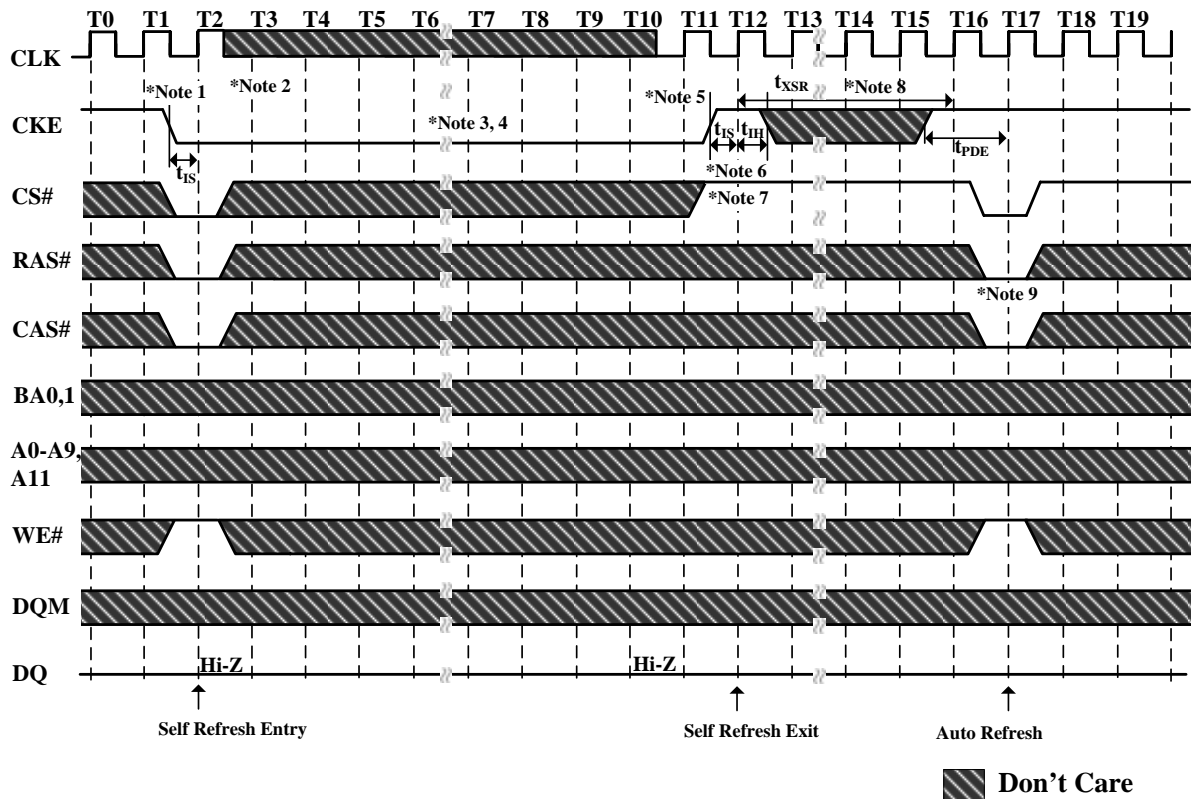 T0 T1 T2 T3 T4 T5 T6 T7 T8 T9 T10 T11 T12 T13 T14 T15 T16 T17 T18 T19
CLK
*Note 1 *Note 2 *Note 5 tXSR *Note 8
CKE *Note 3, 4 tIS tIH tPDE
tIS *Note 6
CS# *Note 7
RAS#
*Note 9
CAS#
BA0,1
A0-A9,
A11
WE#
DQM
DQ Hi-Z Hi-Z
Self Refresh Entry Self Refresh Exit Auto Refresh
Don't Care